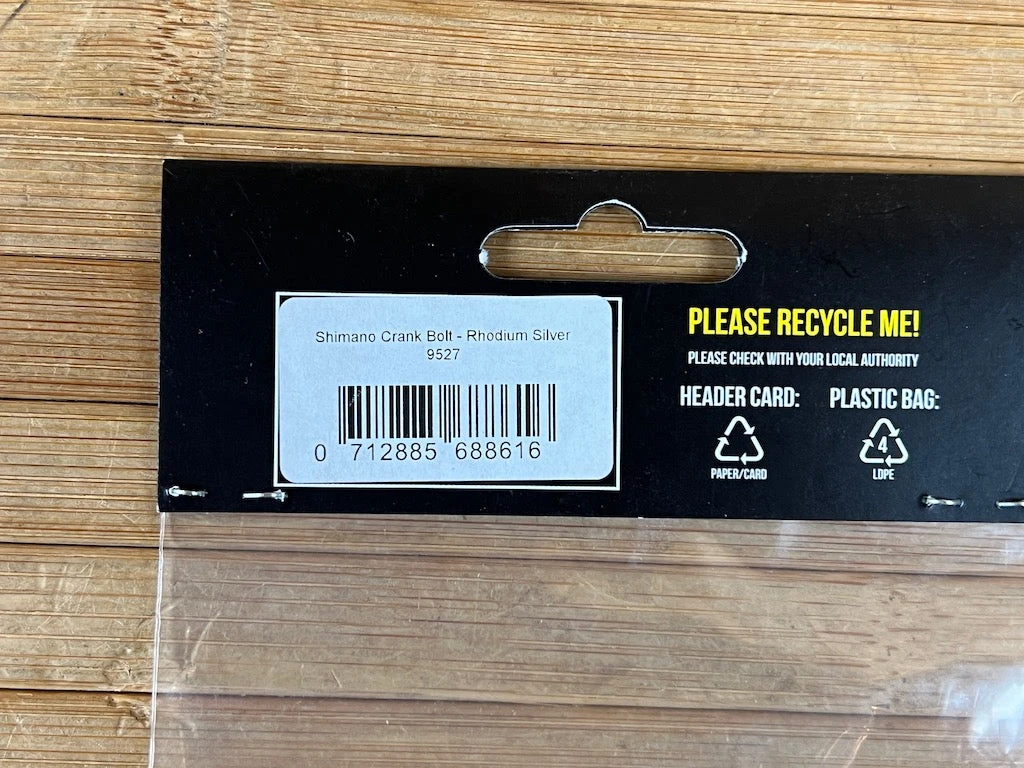 Shimano Crank Bolt - Rhodium Silver
9527
0 712885 688616
PLEASE RECYCLE ME!
PLEASE CHECK WITH YOUR LOCAL AUTHORITY
HEADER CARD:
PAPER/CARD
PLASTIC BAG:
4
LDPE